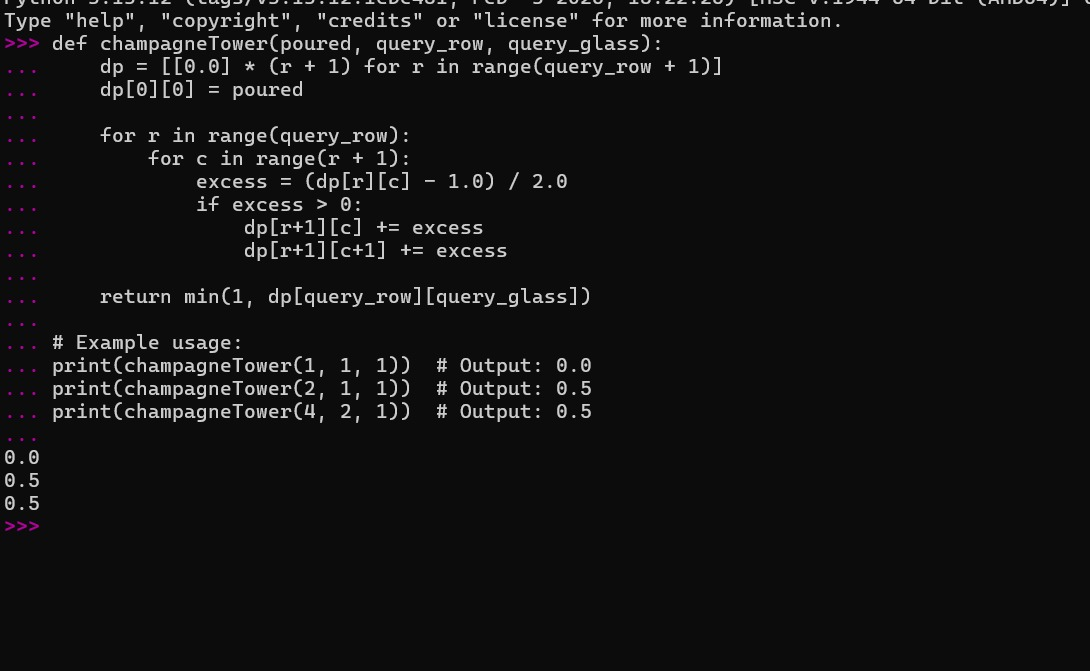 Type "help", "copyright", "credits" or "license" for more information.
>>> def champagneTower(poured, query_row, query_glass):
...     dp = [[0.0] * (r + 1) for r in range(query_row + 1)]
...     dp[0][0] = poured
...
...     for r in range(query_row):
...         for c in range(r + 1):
...             excess = (dp[r][c] - 1.0) / 2.0
...             if excess > 0:
...                 dp[r+1][c] += excess
...                 dp[r+1][c+1] += excess
...
...     return min(1, dp[query_row][query_glass])
...
... # Example usage:
... print(champagneTower(1, 1, 1))  # Output: 0.0
... print(champagneTower(2, 1, 1))  # Output: 0.5
... print(champagneTower(4, 2, 1))  # Output: 0.5
...
0.0
0.5
0.5
>>>